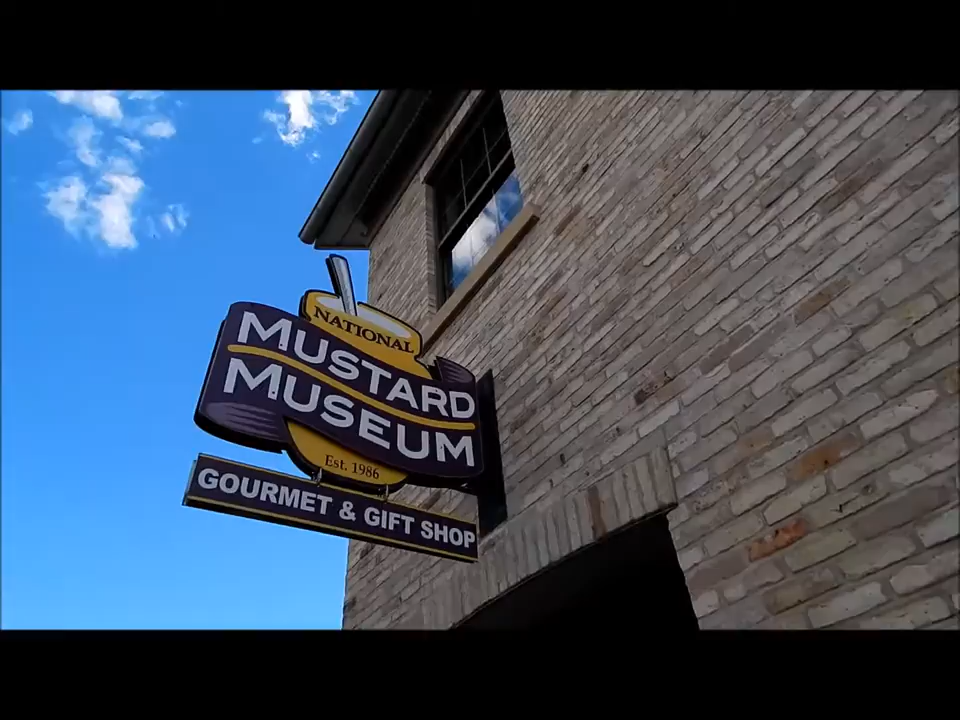 NATIONAL
MUSTARD
MUSEUM
Est. 1986
GOURMET & GIFT SHOP